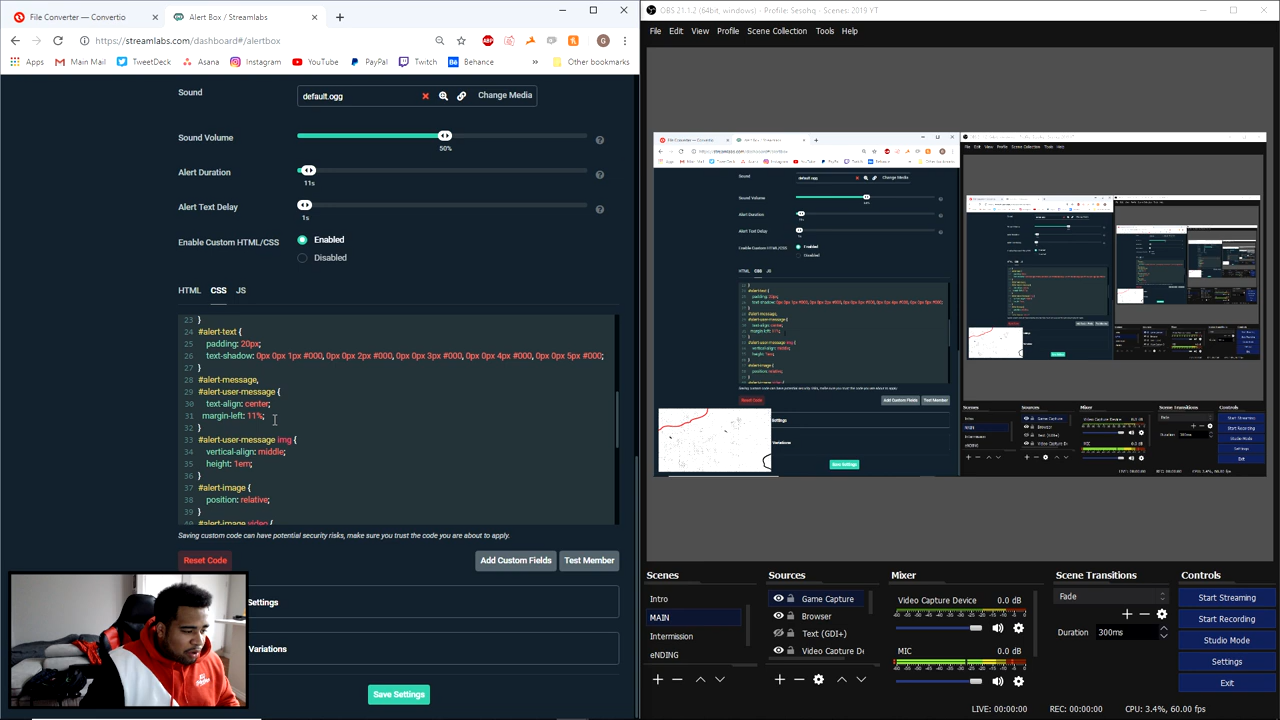 File Converter — Convertio
Alert Box / Streamlabs
https://streamlabs.com/dashboard#/alertbox
Apps
Main Mail
TweetDeck
Asana
Instagram
YouTube
PayPal
Twitch
Behance
Other bookmarks
Sound
default.ogg
Change Media
Sound Volume
50%
Alert Duration
11s
Alert Text Delay
1s
Enable Custom HTML/CSS
Enabled
Disabled
HTML
CSS
JS
23 }
24 #alert-text {
25 padding: 20px;
26 text-shadow: 0px 0px 1px #000, 0px 0px 2px #000, 0px 0px 3px #000, 0px 0px 4px #000, 0px 0px 5px #000;
27 }
28 #alert-message,
29 #alert-user-message {
30 text-align: center;
31 margin-left: 11%;
32 }
33 #alert-user-message img {
34 vertical-align: middle;
35 height: 1em;
36 }
37 #alert-image {
38 position: relative;
39 }
40 #alert-image video {
Saving custom code can have potential security risks, make sure you trust the code you are about to apply.
Reset Code
Add Custom Fields
Test Member
Settings
Variations
Save Settings
OBS 21.1.2 (64bit, windows) - Profile: Sesohq - Scenes: 2019 YT
File
Edit
View
Profile
Scene Collection
Tools
Help
Scenes
Intro
MAIN
Intermission
eNDING
Sources
Game Capture
Browser
Text (GDI+)
Video Capture D
Mixer
Video Capture Device
0.0 dB
MIC
0.0 dB
Scene Transitions
Fade
Duration
300ms
Controls
Start Streaming
Start Recording
Studio Mode
Settings
Exit
LIVE: 00:00:00
REC: 00:00:00
CPU: 3.4%, 60.00 fps